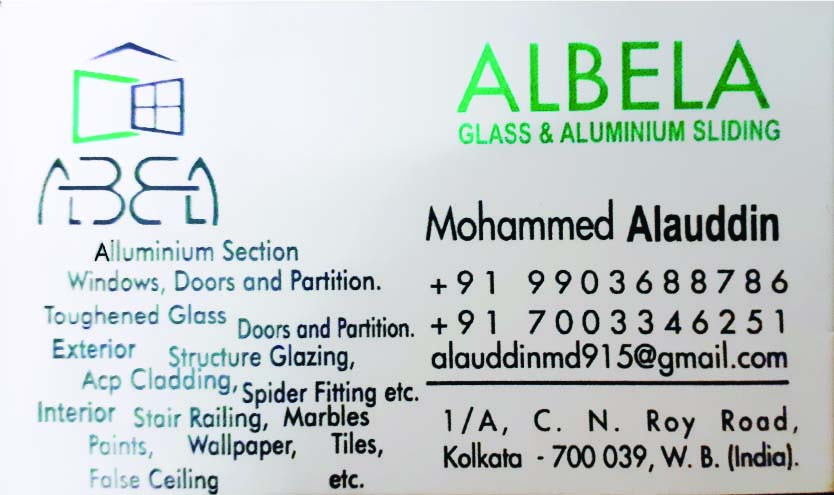 ALBELA
GLASS & ALUMINIUM SLIDING
Mohammed Alauddin
+91 9903688786
+91 7003346251
alauddinmd915@gmail.com
1/A, C. N. Roy Road,
Kolkata - 700 039, W. B. (India).
Alluminium Section
Windows, Doors and Partition.
Toughened Glass Doors and Partition.
Exterior Structure Glazing,
Acp Cladding, Spider Fitting etc.
Interior Stair Railing, Marbles
Paints, Wallpaper, Tiles,
False Ceiling etc.